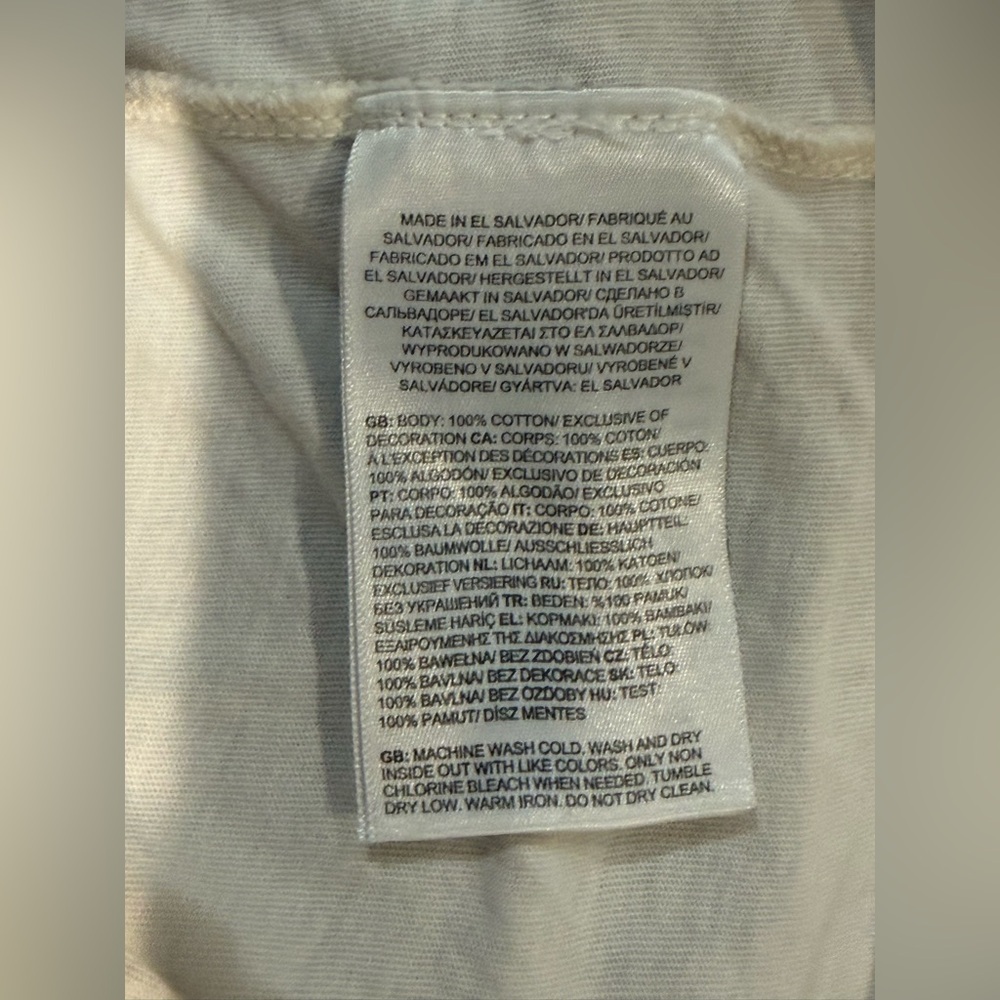 MADE IN EL SALVADOR/ FABRIQUÉ AU
SALVADOR/ FABRICADO EN EL SALVADOR/
FABRICADO EM EL SALVADOR/ PRODOTTO AD
EL SALVADOR/ HERGESTELLT IN EL SALVADOR/
GEMAAKT IN SALVADOR/ СДЕЛАНО В
САЛЬВАДОРЕ/ EL SALVADOR'DA ÜRETİLMİŞTİR/
ΚΑΤΑΣΚΕΥΑΖΕΤΑΙ ΣΤΟ ΕΛ ΣΑΛΒΑΔΟΡ/
WYPRODUKOWANO W SALWADORZE/
VYROBENO V SALVADORU/ VYROBENÉ V
SALVÁDORE/ GYÁRTVA: EL SALVADOR
GB: BODY: 100% COTTON/ EXCLUSIVE OF
DECORATION CA: CORPS: 100% COTON/
À L'EXCEPTION DES DÉCORATIONS ES: CUERPO:
100% ALGODÓN/ EXCLUSIVO DE DECORACIÓN
PT: CORPO: 100% ALGODÃO/ EXCLUSIVO
PARA DECORAÇÃO IT: CORPO: 100% COTONE/
ESCLUSA LA DECORAZIONE DE: HAUPTTEIL:
100% BAUMWOLLE/ AUSSCHLIESSLICH
DEKORATION NL: LICHAAM: 100% KATOEN/
EXCLUSIEF VERSIERING RU: ТЕЛО: 100% ХЛОПОК/
БЕЗ УКРАШЕНИЙ TR: BEDEN: %100 PAMUK/
SÜSLEME HARİÇ EL: ΚΟΡΜΑΚΙ: 100% ΒΑΜΒΑΚΙ/
ΕΞΑΙΡΟΥΜΕΝΗΣ ΤΗΣ ΔΙΑΚΟΣΜΗΣΗΣ PL: TUŁÓW:
100% BAWEŁNA/ BEZ ZDOBIEŃ CZ: TĚLO:
100% BAVLNA/ BEZ DEKORACE SK: TELO:
100% BAVLNA/ BEZ OZDOBY HU: TEST:
100% PAMUT/ DÍSZ MENTES
GB: MACHINE WASH COLD. WASH AND DRY
INSIDE OUT WITH LIKE COLORS. ONLY NON
CHLORINE BLEACH WHEN NEEDED. TUMBLE
DRY LOW. WARM IRON. DO NOT DRY CLEAN.